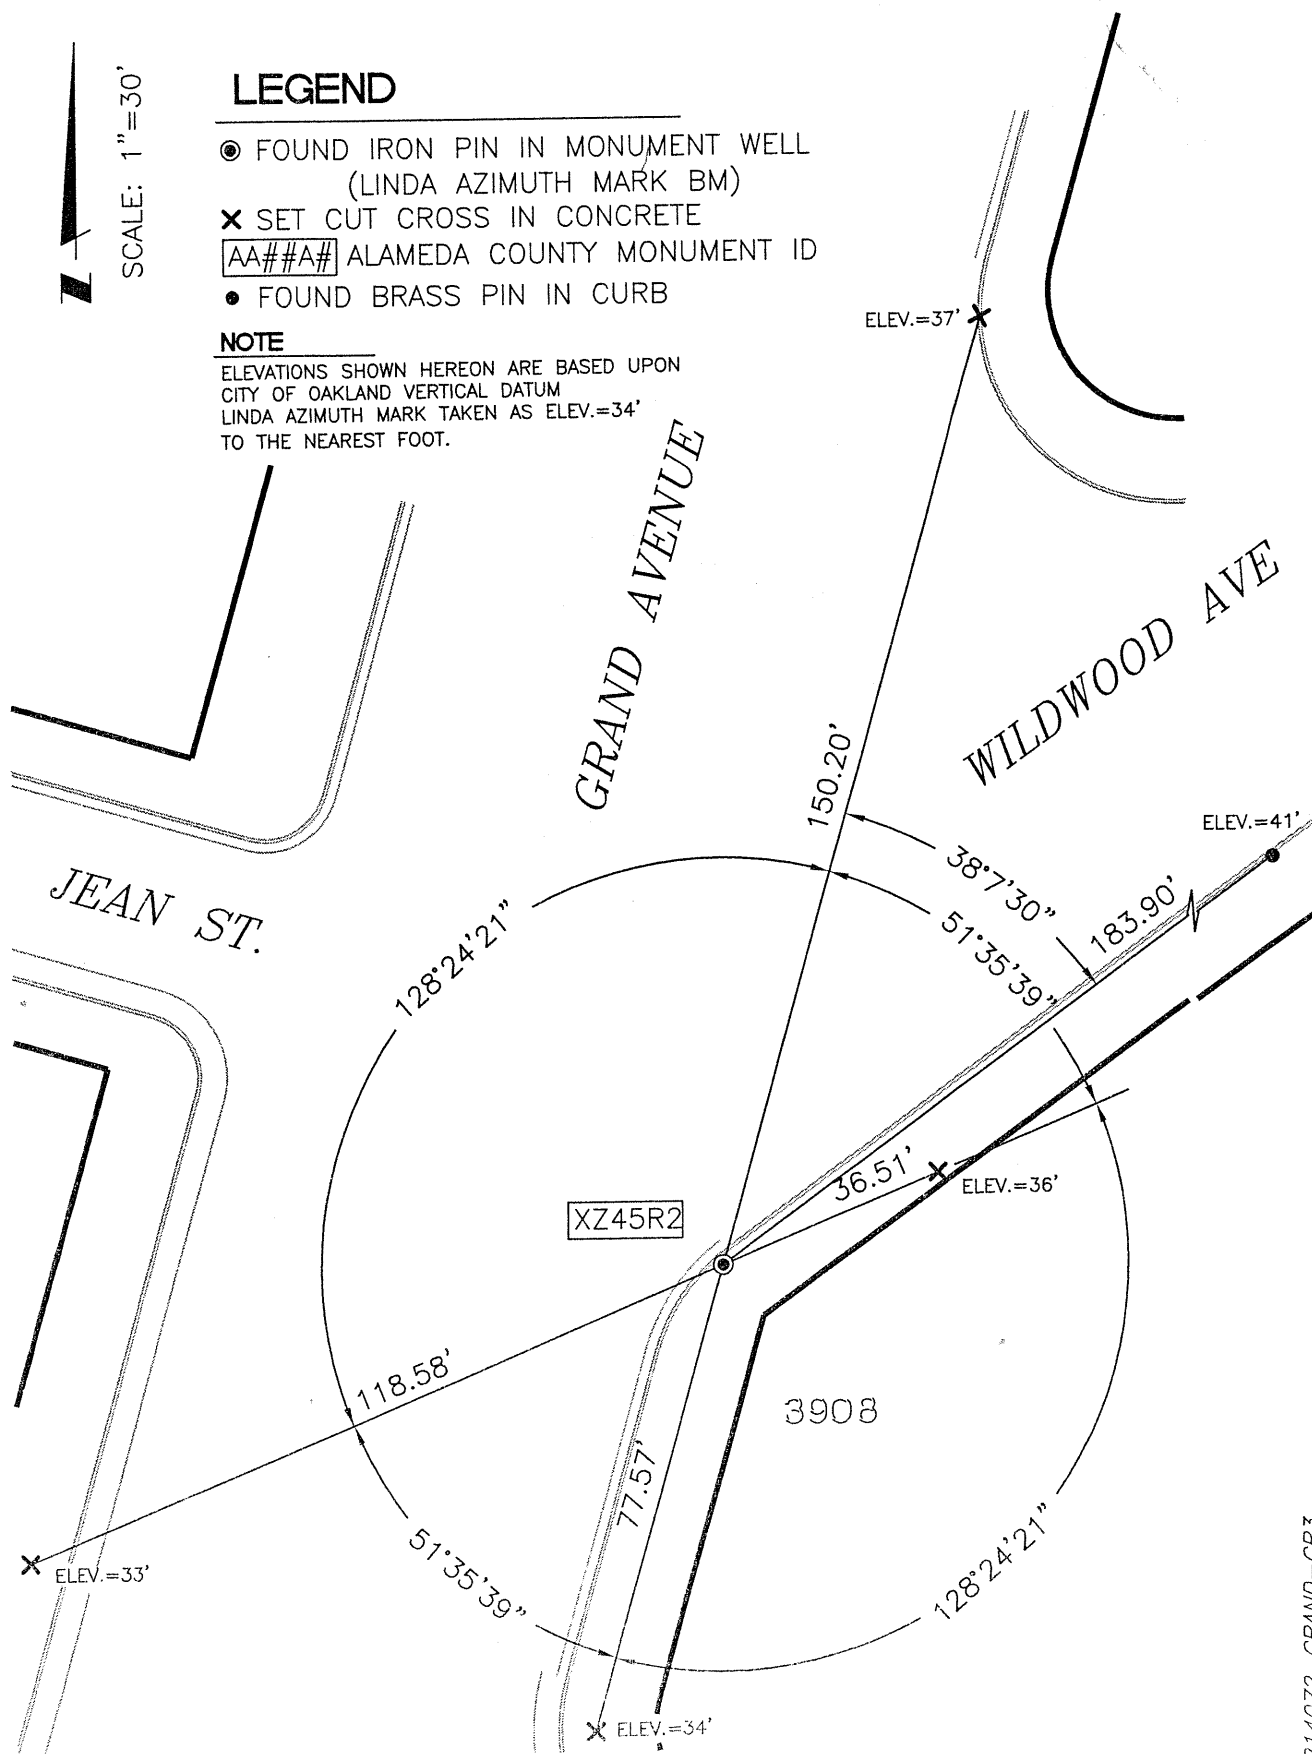 SCALE: 1"=30'
Z
LEGEND
FOUND IRON PIN IN MONUMENT WELL
(LINDA AZIMUTH MARK BM)
SET CUT CROSS IN CONCRETE
AA##A# ALAMEDA COUNTY MONUMENT ID
FOUND BRASS PIN IN CURB
NOTE
ELEVATIONS SHOWN HEREON ARE BASED UPON
CITY OF OAKLAND VERTICAL DATUM
LINDA AZIMUTH MARK TAKEN AS ELEV.=34'
TO THE NEAREST FOOT.
ELEV.=37'
GRAND AVENUE
WILDWOOD AVE
150.20'
ELEV.=41'
JEAN ST.
38°7'30"
183.90'
128°24'21"
51°35'39"
36.51'
ELEV.=36'
XZ45R2
118.58'
3908
77.57'
ELEV.=33'
51°35'39"
128°24'21"
ELEV.=34'